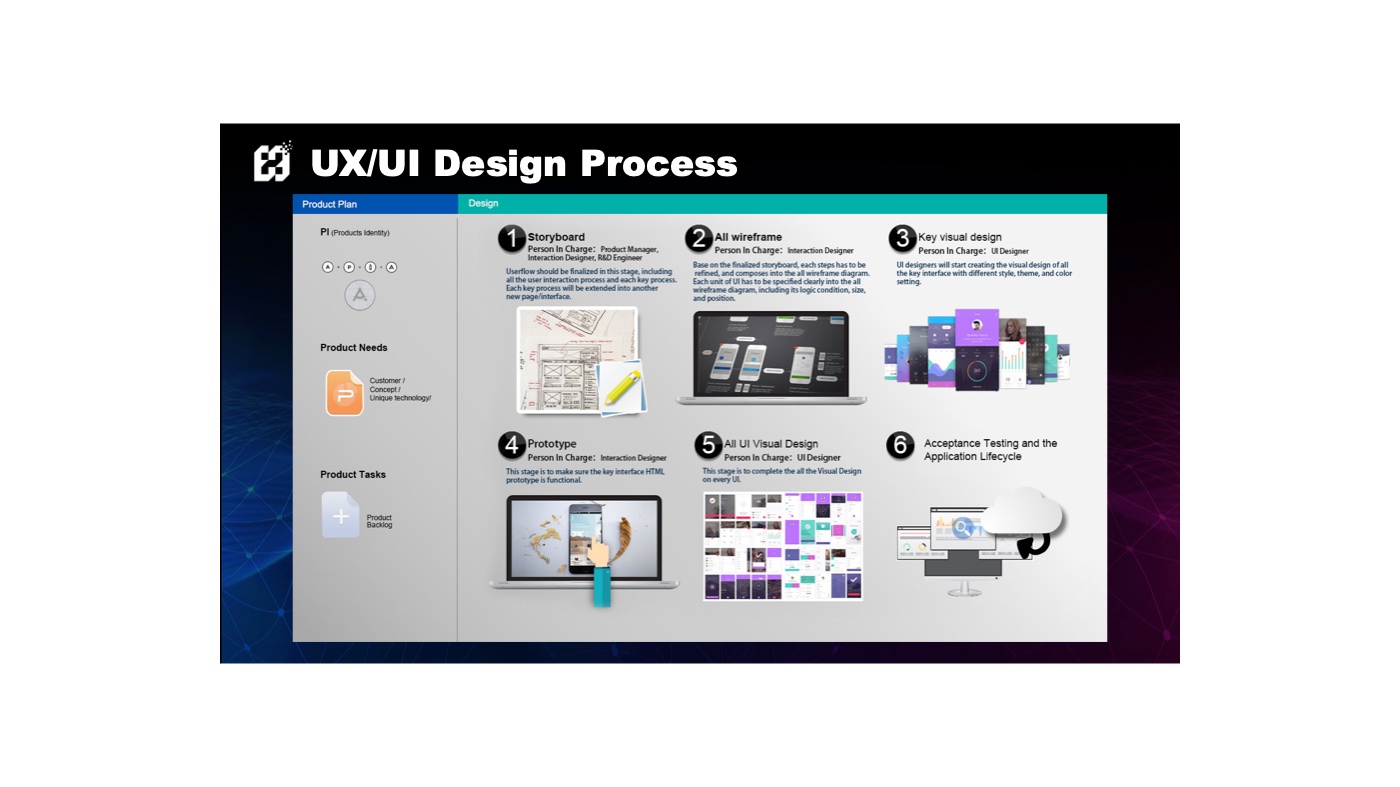 UX/UI Design Process
Product Plan
Design
PI (Products Identity)
A
P
A
A
Product Needs
Customer /
Concept /
Unique technology/
Product Tasks
Product
Backlog
1
Storyboard
Person In Charge： Product Manager,
Interaction Designer, R&D Engineer
Userflow should be finalized in this stage, including
all the user interaction process and each key process.
Each key process will be extended into another
new page/interface.
2
All wireframe
Person In Charge： Interaction Designer
Base on the finalized storyboard, each steps has to be
refined, and composes into the all wireframe diagram.
Each unit of UI has to be specified clearly into the all
wireframe diagram, including its logic condition, size,
and position.
3
Key visual design
Person In Charge： UI Designer
UI designers will start creating the visual design of all
the key interface with different style, theme, and color
setting.
4
Prototype
Person In Charge： Interaction Designer
This stage is to make sure the key interface HTML
prototype is functional.
5
All UI Visual Design
Person In Charge： UI Designer
This stage is to complete the all the Visual Design
on every UI.
6
Acceptance Testing and the
Application Lifecycle